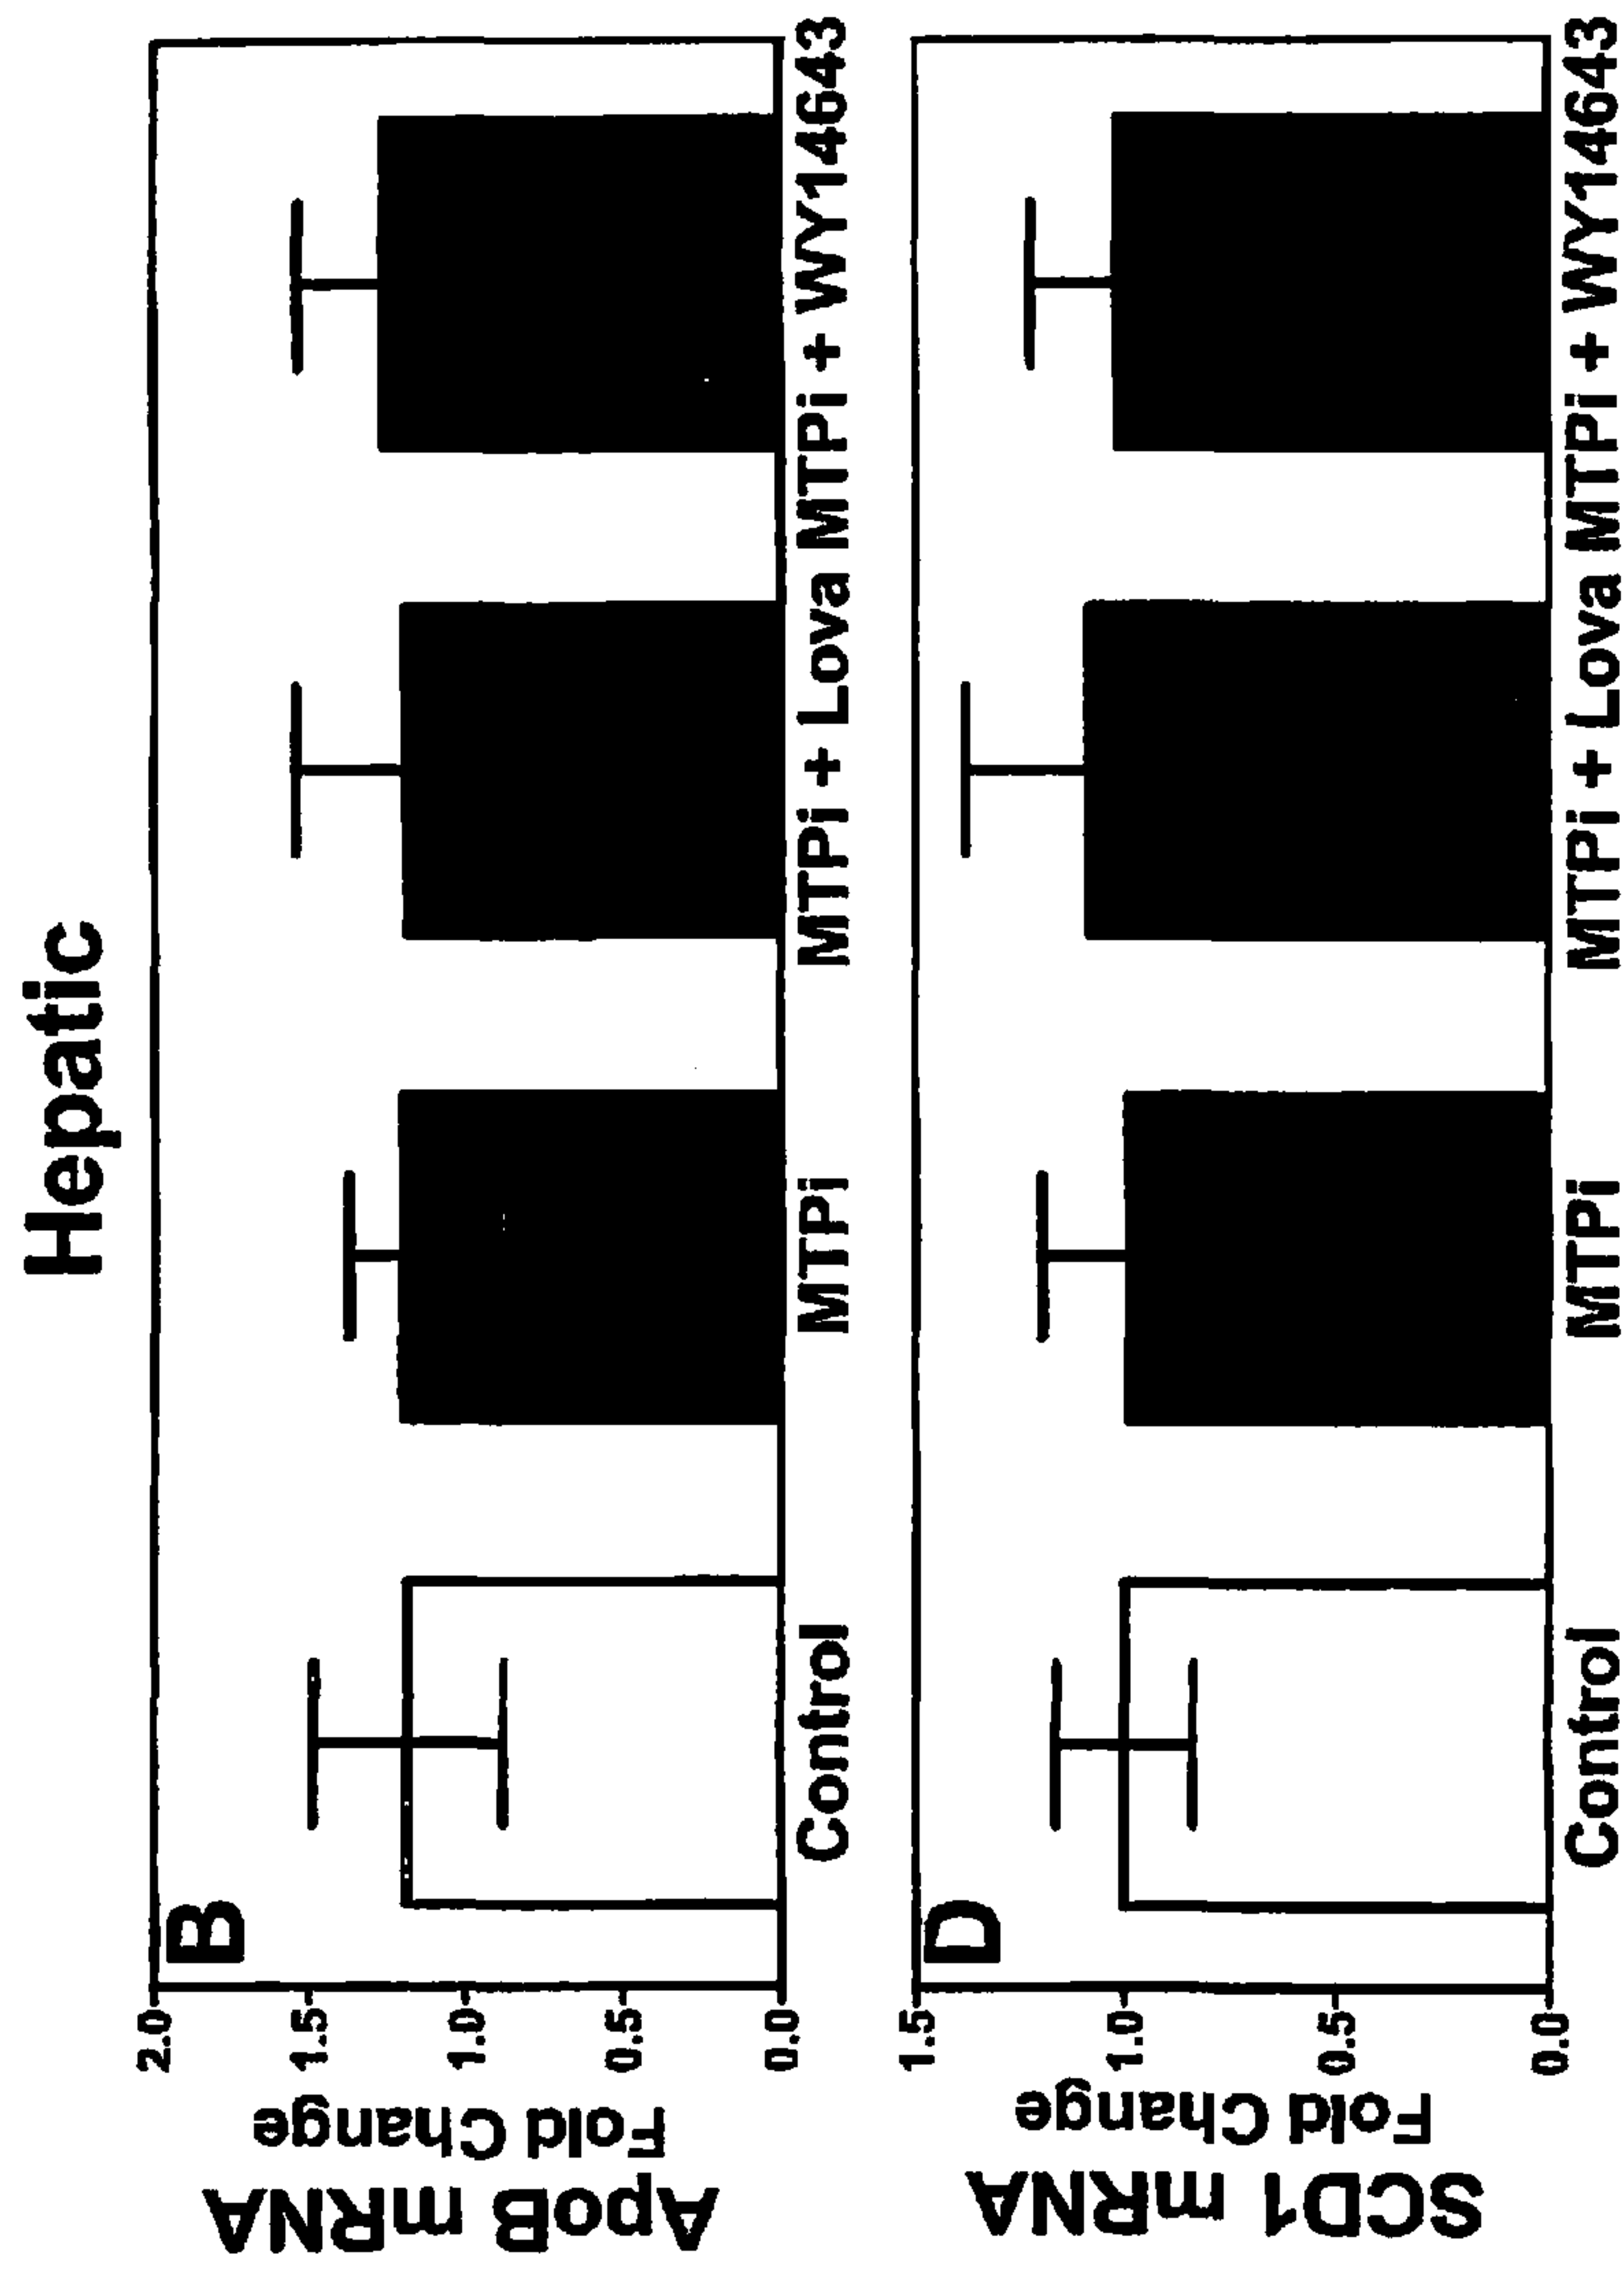 Hepatic
B
ApoB mRNA
Fold Change
2.0
1.5
1.0
0.5
0.0
Control MTPi MTPi + Lova MTPi + WY14643
D
SCD1 mRNA
Fold Change
1.5
1.0
0.5
0.0
Control MTPi MTPi + Lova MTPi + WY14643